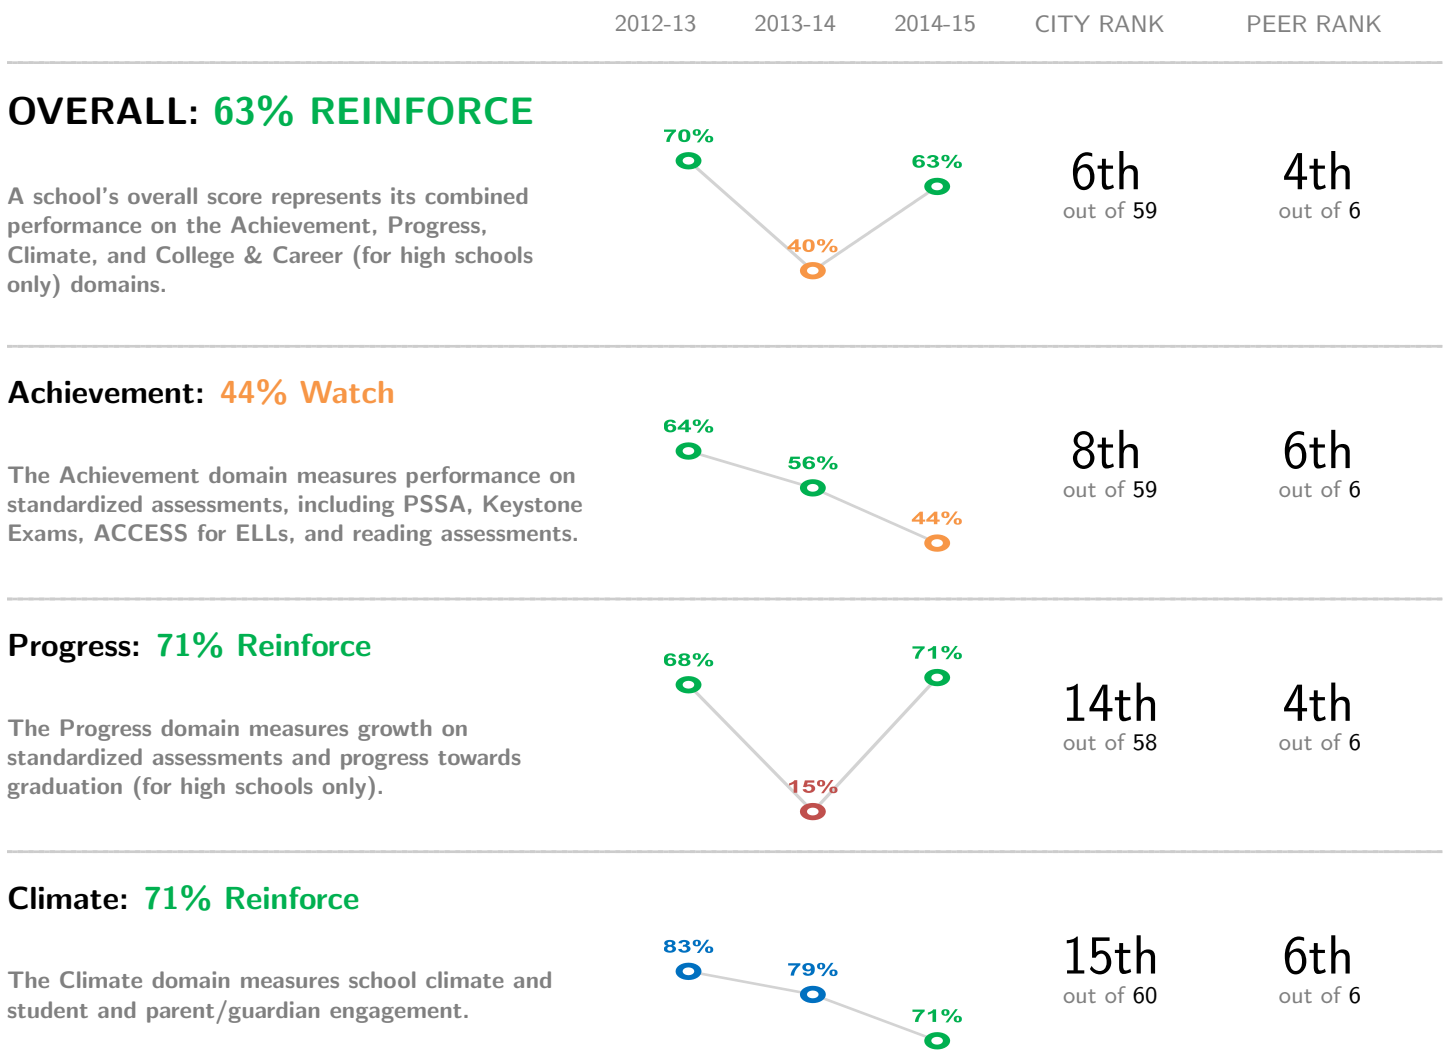 2012-13 2013-14 2014-15 CITY RANK PEER RANK
OVERALL: 63% REINFORCE
A school's overall score represents its combined
performance on the Achievement, Progress,
Climate, and College & Career (for high schools
only) domains.
70%
40%
63%
6th
out of 59
4th
out of 6
Achievement: 44% Watch
The Achievement domain measures performance on
standardized assessments, including PSSA, Keystone
Exams, ACCESS for ELLs, and reading assessments.
64%
56%
44%
8th
out of 59
6th
out of 6
Progress: 71% Reinforce
The Progress domain measures growth on
standardized assessments and progress towards
graduation (for high schools only).
68%
15%
71%
14th
out of 58
4th
out of 6
Climate: 71% Reinforce
The Climate domain measures school climate and
student and parent/guardian engagement.
83%
79%
71%
15th
out of 60
6th
out of 6